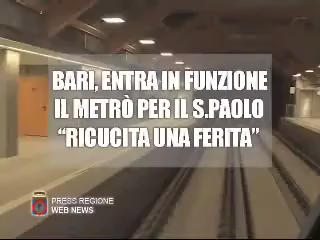 BARI, ENTRA IN FUNZIONE
IL METRÒ PER IL S.PAOLO
“RICUCITA UNA FERITA”
PRESS REGIONE
WEB NEWS